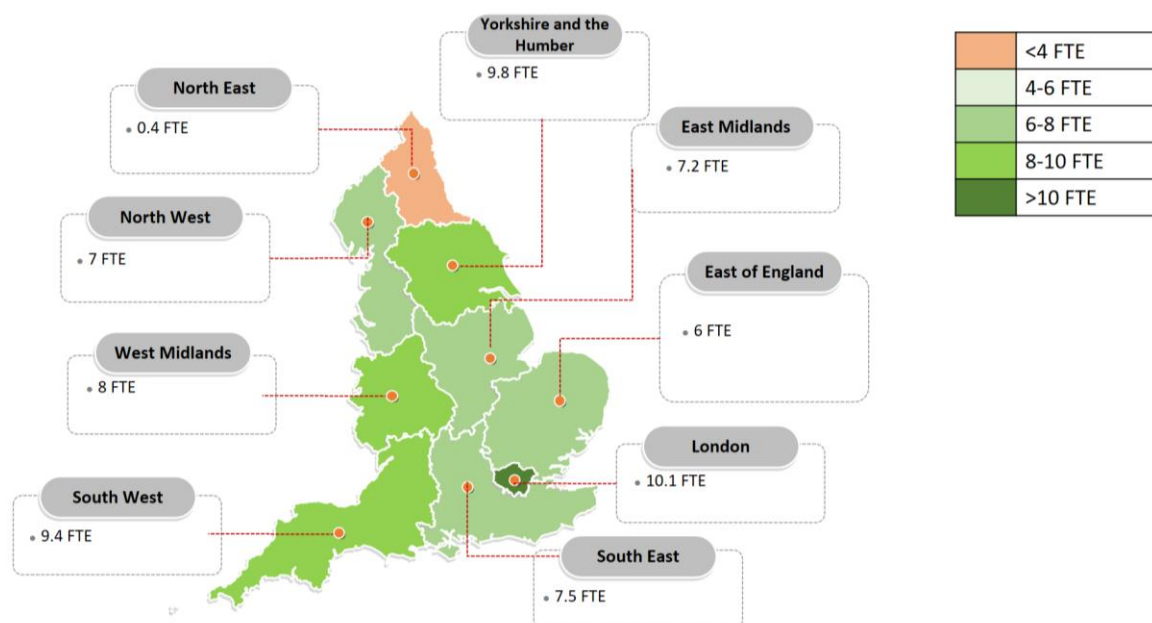 Yorkshire and the
Humber
• 9.8 FTE
North East
• 0.4 FTE
East Midlands
• 7.2 FTE
North West
• 7 FTE
East of England
• 6 FTE
West Midlands
• 8 FTE
London
• 10.1 FTE
South West
• 9.4 FTE
South East
• 7.5 FTE
<4 FTE
4-6 FTE
6-8 FTE
8-10 FTE
>10 FTE